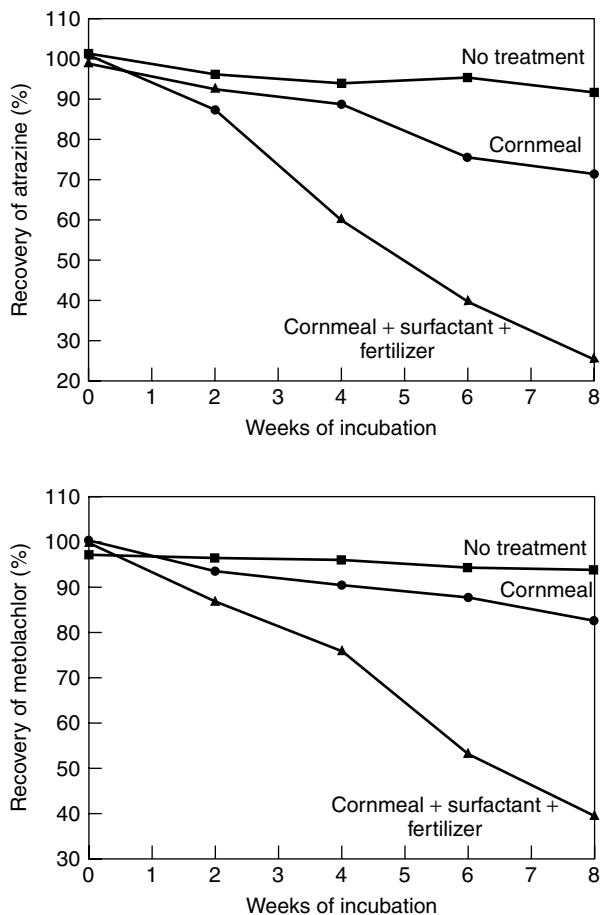 110
100
90
80
70
60
50
40
30
20
Recovery of atrazine (%)
No treatment
Cornmeal
Cornmeal + surfactant +
fertilizer
0 1 2 3 4 5 6 7 8
Weeks of incubation
110
100
90
80
70
60
50
40
30
Recovery of metolachlor (%)
No treatment
Cornmeal
Cornmeal + surfactant +
fertilizer
0 1 2 3 4 5 6 7 8
Weeks of incubation